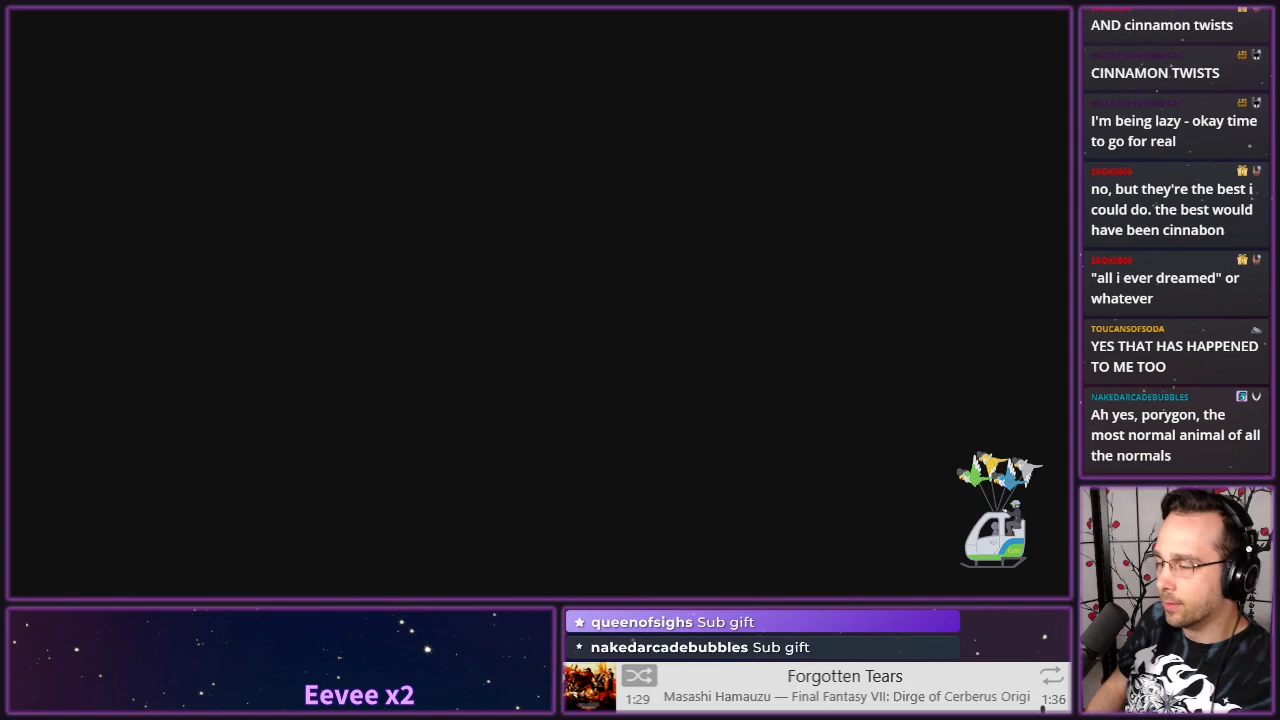 AND cinnamon twists
CINNAMON TWISTS
I'm being lazy - okay time
to go for real
no, but they're the best i
could do. the best would
have been cinnabon
"all i ever dreamed" or
whatever
TOUCANSOFSODA
YES THAT HAS HAPPENED
TO ME TOO
NAKEDARCADEBUBBLES
Ah yes, porygon, the
most normal animal of all
the normals
Eevee x2
queenofsighs Sub gift
nakedarcadebubbles Sub gift
Forgotten Tears
1:29 Masashi Hamauzu — Final Fantasy VII: Dirge of Cerberus Origi 1:36